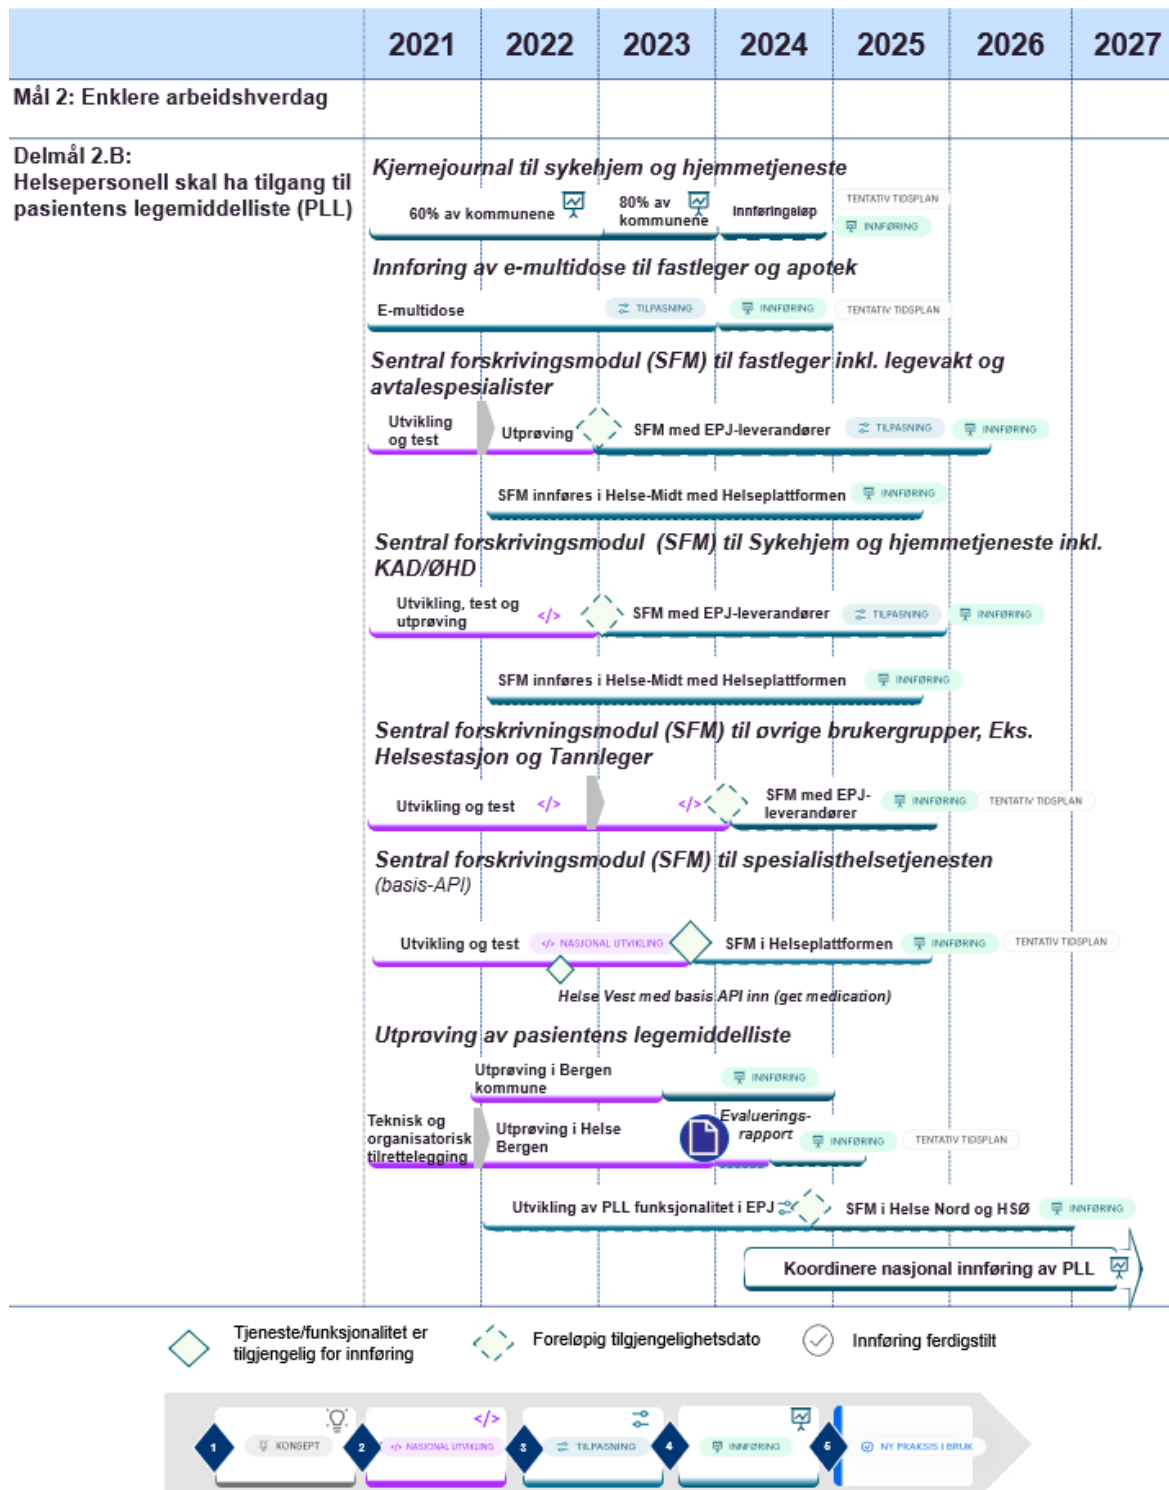 2021 2022 2023 2024 2025 2026 2027
Mål 2: Enklere arbeidshverdag
Delmål 2.B:
Helsepersonell skal ha tilgang til
pasientens legemiddelliste (PLL)
Kjernejournal til sykehjem og hjemmetjeneste
60% av kommunene
80% av
kommunene
Innføringsløp
TENTATIV TIDSPLAN
INNFØRING
Innføring av e-multidose til fastleger og apotek
E-multidose
TILPASNING
INNFØRING
TENTATIV TIDSPLAN
Sentral forskrivingsmodul (SFM) til fastleger inkl. legevakt og
avtalespesialister
Utvikling
og test
Utprøving
SFM med EPJ-leverandører
TILPASNING
INNFØRING
SFM innføres i Helse-Midt med Helseplattformen
INNFØRING
Sentral forskrivingsmodul (SFM) til Sykehjem og hjemmetjeneste inkl.
KAD/ØHD
Utvikling, test og
utprøving
</>
SFM med EPJ-leverandører
TILPASNING
INNFØRING
SFM innføres i Helse-Midt med Helseplattformen
INNFØRING
Sentral forskrivningsmodul (SFM) til øvrige brukergrupper, Eks.
Helsestasjon og Tannleger
Utvikling og test
</>
</>
SFM med EPJ-
leverandører
INNFØRING
TENTATIV TIDSPLAN
Sentral forskrivingsmodul (SFM) til spesialisthelsetjenesten
(basis-API)
Utvikling og test
</> NASJONAL UTVIKLING
SFM i Helseplattformen
INNFØRING
TENTATIV TIDSPLAN
Helse Vest med basis API inn (get medication)
Utprøving av pasientens legemiddelliste
Utprøving i Bergen
kommune
INNFØRING
Teknisk og
organisatorisk
tilrettelegging
Utprøving i Helse
Bergen
Evaluerings-
rapport
INNFØRING
TENTATIV TIDSPLAN
Utvikling av PLL funksjonalitet i EPJ
SFM i Helse Nord og HSØ
INNFØRING
Koordinere nasjonal innføring av PLL
Tjeneste/funksjonalitet er
tilgjengelig for innføring
Foreløpig tilgjengelighetsdato
Innføring ferdigstilt
1
KONSEPT
2
</>
</> NASJONAL UTVIKLING
3
TILPASNING
4
INNFØRING
5
NY PRAKSIS I BRUK